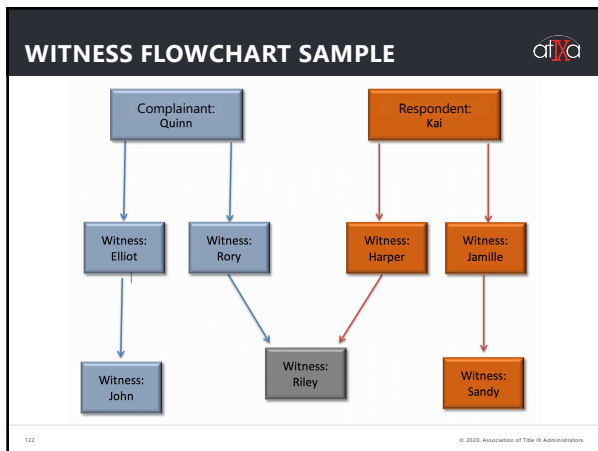 WITNESS FLOWCHART SAMPLE
atIXa
Complainant:
Quinn
Respondent:
Kai
Witness:
Elliot
Witness:
Rory
Witness:
Harper
Witness:
Jamille
Witness:
John
Witness:
Riley
Witness:
Sandy
122
© 2020, Association of Title IX Administrators.